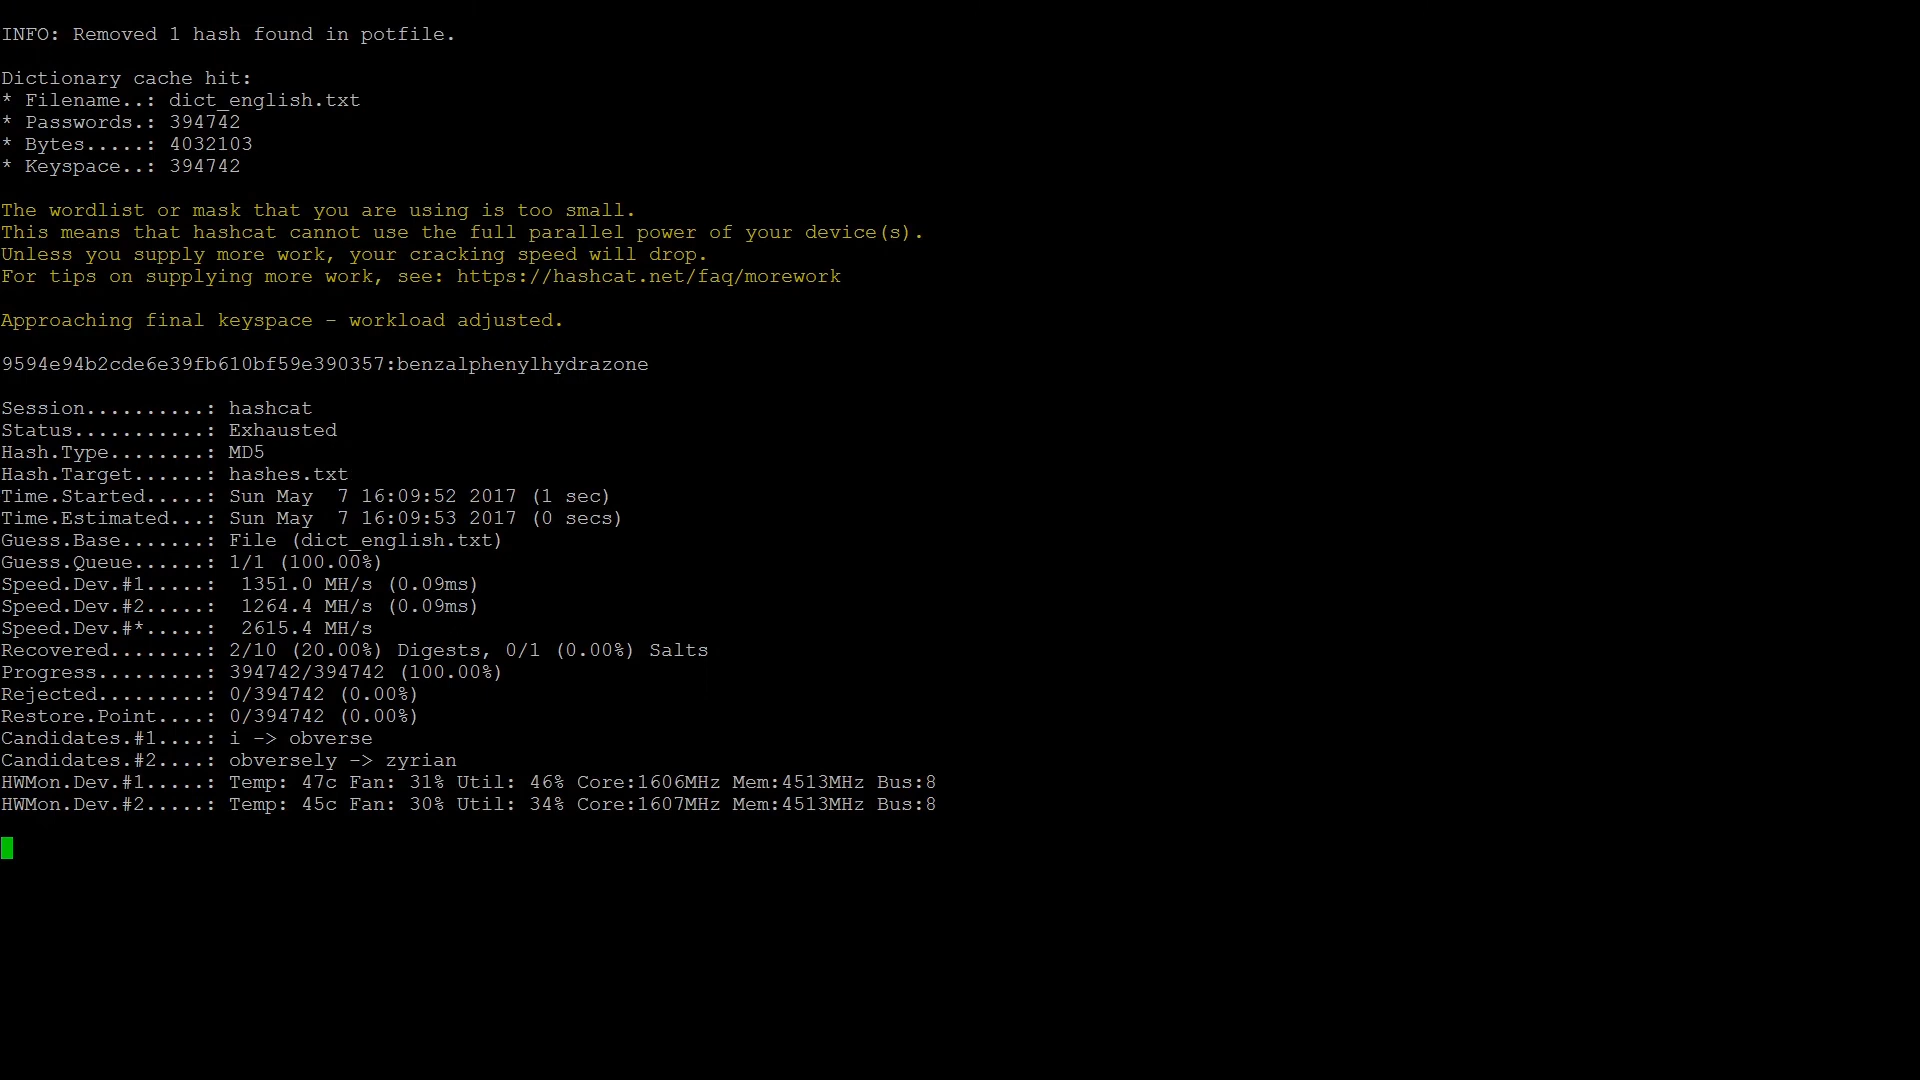 INFO: Removed 1 hash found in potfile.
Dictionary cache hit:
* Filename..: dict_english.txt
* Passwords.: 394742
* Bytes.....: 4032103
* Keyspace..: 394742
The wordlist or mask that you are using is too small.
This means that hashcat cannot use the full parallel power of your device(s).
Unless you supply more work, your cracking speed will drop.
For tips on supplying more work, see: https://hashcat.net/faq/morework
Approaching final keyspace - workload adjusted.
9594e94b2cde6e39fb610bf59e390357:benzalphenylhydrazone
Session..........: hashcat
Status...........: Exhausted
Hash.Type........: MD5
Hash.Target......: hashes.txt
Time.Started.....: Sun May  7 16:09:52 2017 (1 sec)
Time.Estimated...: Sun May  7 16:09:53 2017 (0 secs)
Guess.Base.......: File (dict_english.txt)
Guess.Queue......: 1/1 (100.00%)
Speed.Dev.#1.....:  1351.0 MH/s (0.09ms)
Speed.Dev.#2.....:  1264.4 MH/s (0.09ms)
Speed.Dev.#*.....:  2615.4 MH/s
Recovered........: 2/10 (20.00%) Digests, 0/1 (0.00%) Salts
Progress.........: 394742/394742 (100.00%)
Rejected.........: 0/394742 (0.00%)
Restore.Point....: 0/394742 (0.00%)
Candidates.#1....: i -> obverse
Candidates.#2....: obversely -> zyrian
HWMon.Dev.#1.....: Temp: 47c Fan: 31% Util: 46% Core:1606MHz Mem:4513MHz Bus:8
HWMon.Dev.#2.....: Temp: 45c Fan: 30% Util: 34% Core:1607MHz Mem:4513MHz Bus:8